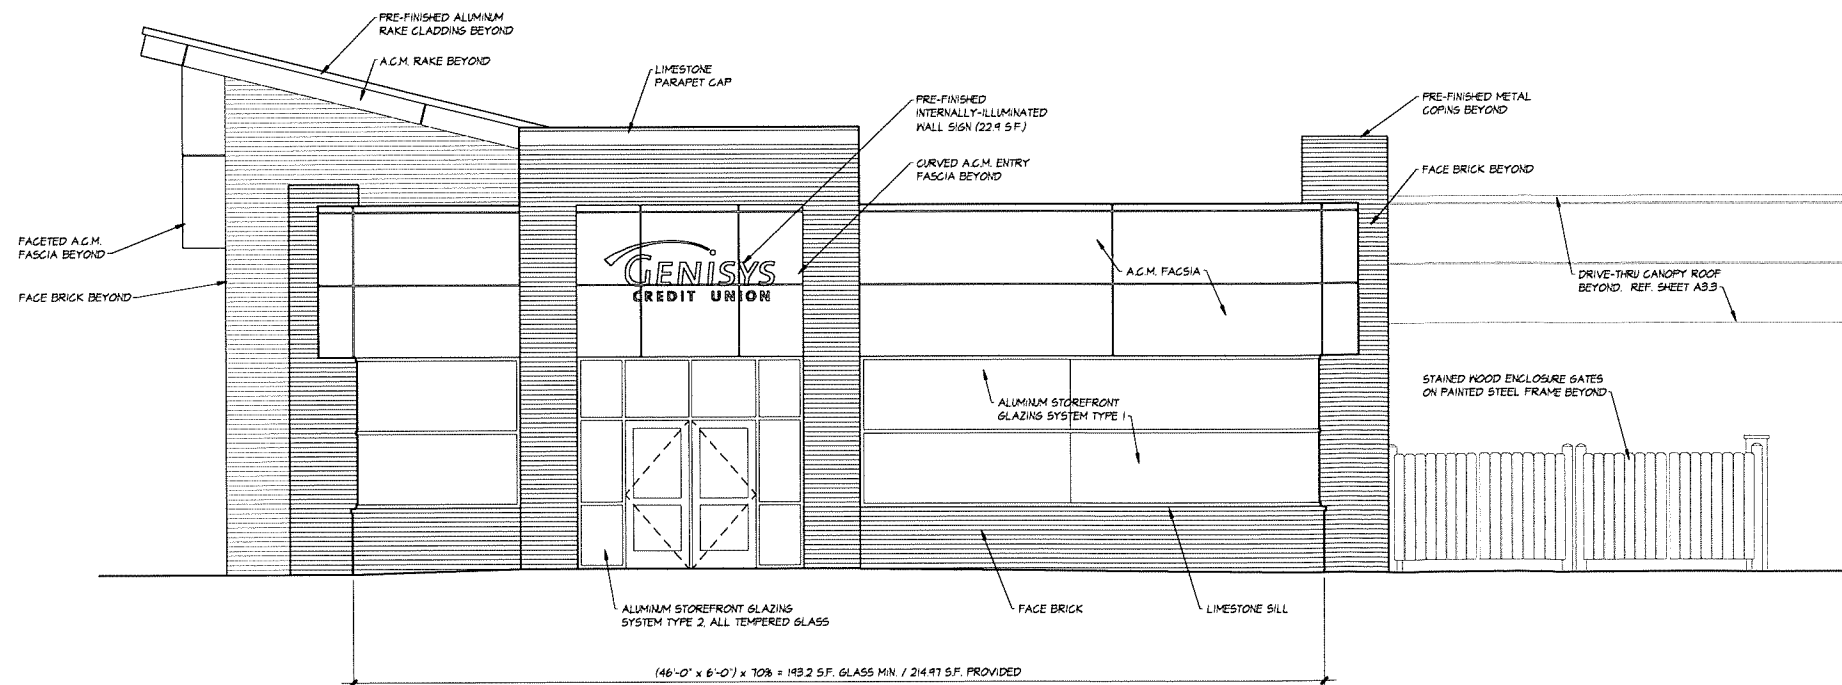 PRE-FINISHED ALUMINUM
RAKE CLADDING BEYOND
A.C.M. RAKE BEYOND
LIMESTONE
PARAPET CAP
PRE-FINISHED
INTERNALLY-ILLUMINATED
WALL SIGN (22.9 S.F.)
CURVED A.C.M. ENTRY
FASCIA BEYOND
PRE-FINISHED METAL
COPING BEYOND
FACE BRICK BEYOND
FACETED A.C.M.
FASCIA BEYOND
FACE BRICK BEYOND
GENISYS
CREDIT UNION
A.C.M. FACSIA
DRIVE-THRU CANOPY ROOF
BEYOND. REF. SHEET A3.3
STAINED WOOD ENCLOSURE GATES
ON PAINTED STEEL FRAME BEYOND
ALUMINUM STOREFRONT
GLAZING SYSTEM TYPE 1
ALUMINUM STOREFRONT GLAZING
SYSTEM TYPE 2, ALL TEMPERED GLASS
FACE BRICK
LIMESTONE SILL
(46'-0" x 6'-0") x 70% = 193.2 S.F. GLASS MIN. / 214.97 S.F. PROVIDED